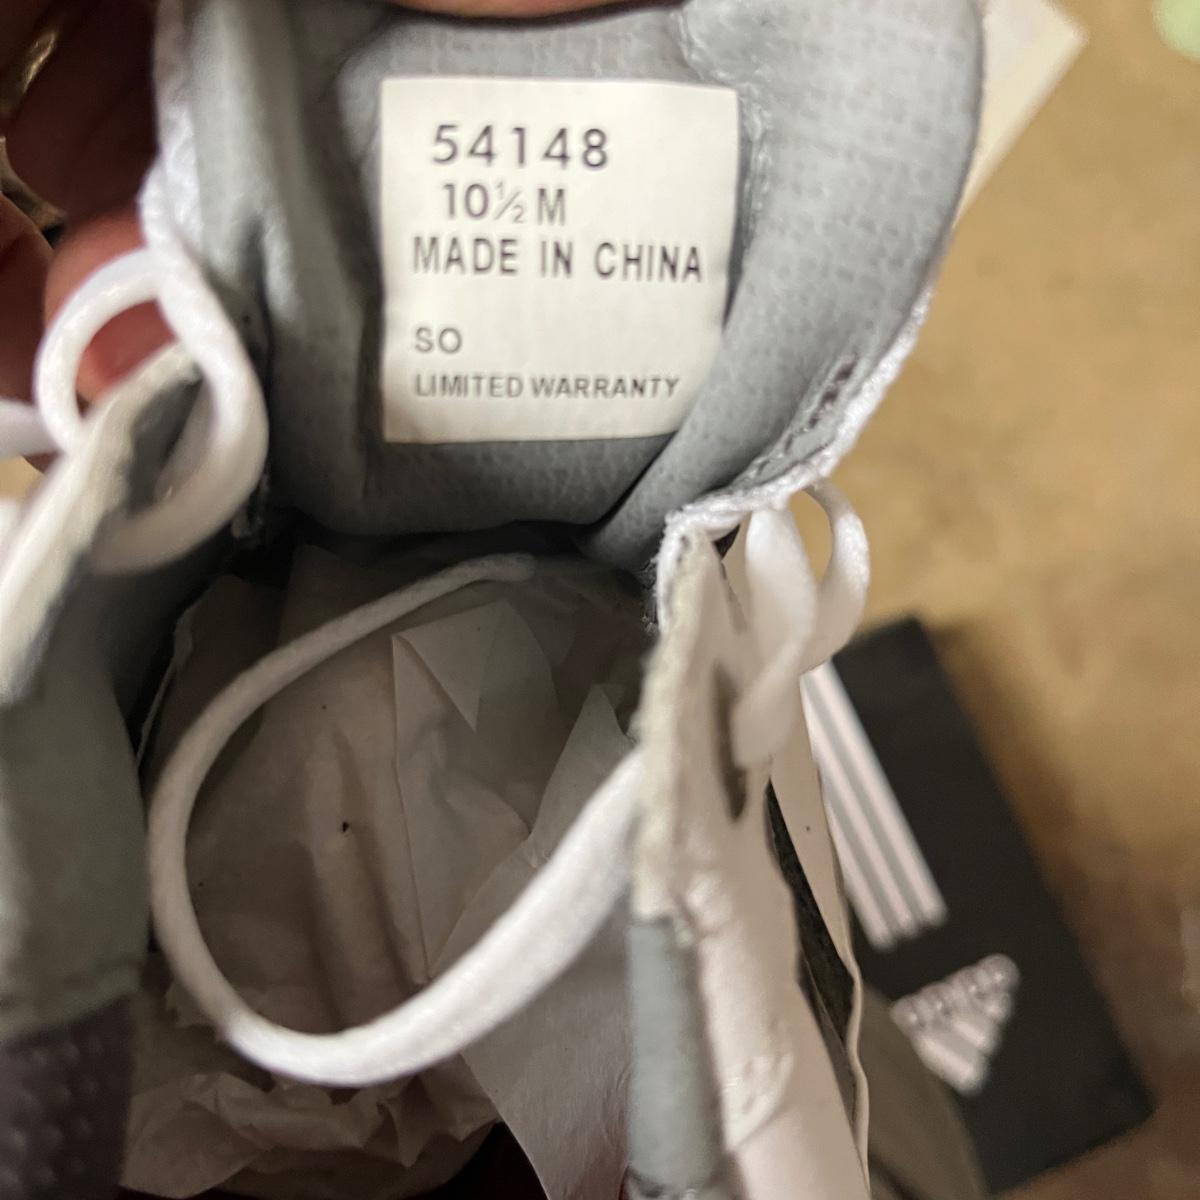 54148
10½ M
MADE IN CHINA
SO
LIMITED WARRANTY